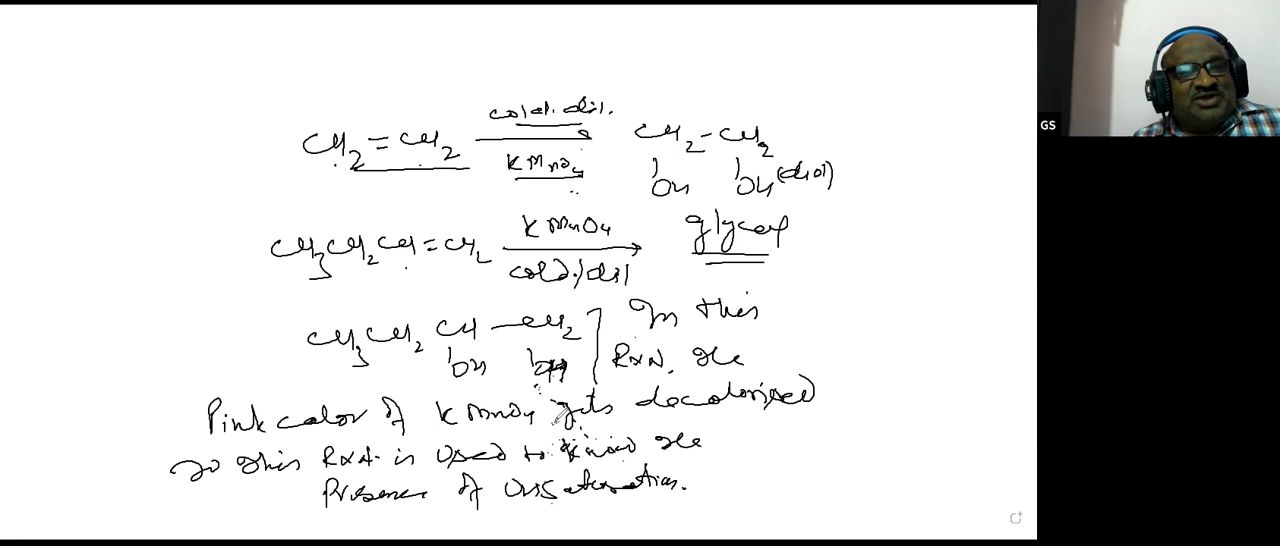 cold. dil.
CH2 = CH2 → CH2 - CH2
KMnO4
OH OH (diol)
KMnO4 glycol
CH3CH2CH = CH2 →
cold./dil
CH3CH2 CH — CH2 ] In this
OH OH RXN. the
Pink color of KMnO4 gets decolorised
So this RXN. is used to know the
Presence of Unsaturation.
GS